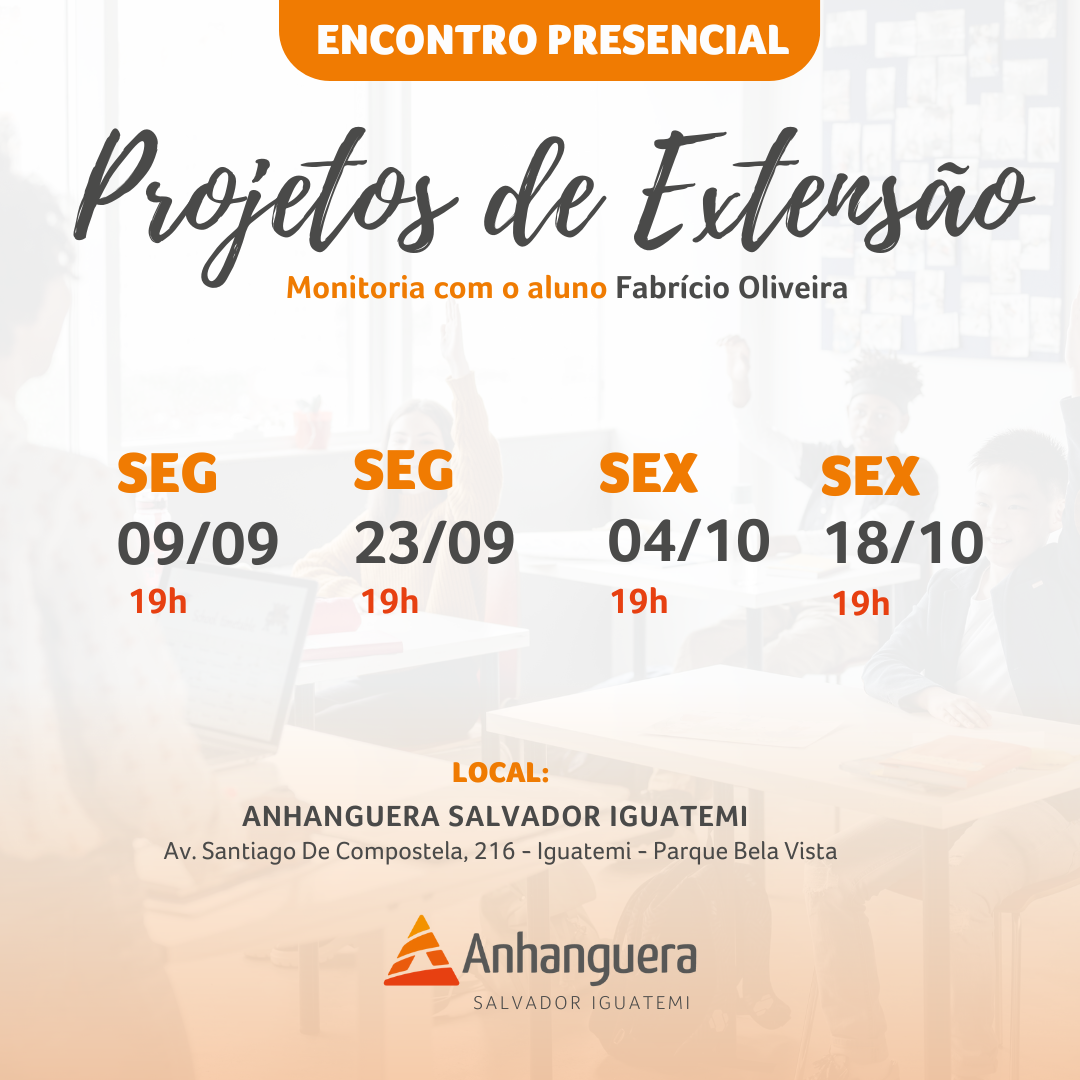 ENCONTRO PRESENCIAL
Projetos de Extensão
Monitoria com o aluno Fabrício Oliveira
SEG SEG SEX SEX
09/09 23/09 04/10 18/10
19h 19h 19h 19h
LOCAL:
ANHANGUERA SALVADOR IGUATEMI
Av. Santiago De Compostela, 216 - Iguatemi - Parque Bela Vista
Anhanguera
SALVADOR IGUATEMI